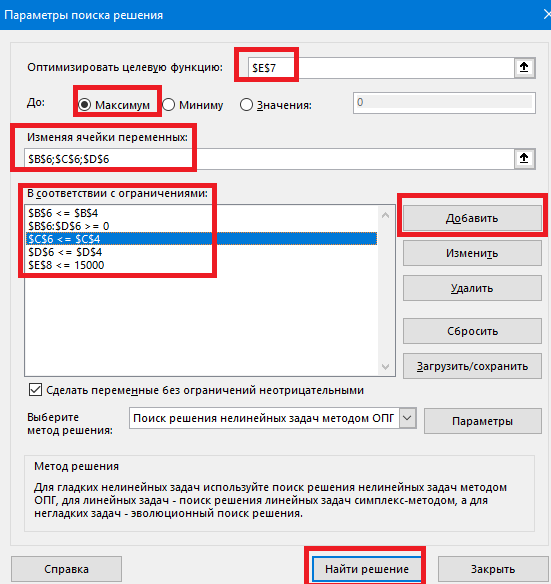 Параметры поиска решения
Оптимизировать целевую функцию: $E$7
До: Максимум Миниму Значения: 0
Изменяя ячейки переменных:
$B$6;$C$6;$D$6
В соответствии с ограничениями:
$B$6 <= $B$4
$B$6:$D$6 >= 0
$C$6 <= $C$4
$D$6 <= $D$4
$E$8 <= 15000
Добавить
Изменить
Удалить
Сбросить
Загрузить/сохранить
Сделать переменные без ограничений неотрицательными
Выберите
метод решения:
Поиск решения нелинейных задач методом ОПГ
Параметры
Метод решения
Для гладких нелинейных задач используйте поиск решения нелинейных задач методом
ОПГ, для линейных задач - поиск решения линейных задач симплекс-методом, а для
негладких задач - эволюционный поиск решения.
Справка
Найти решение
Закрыть